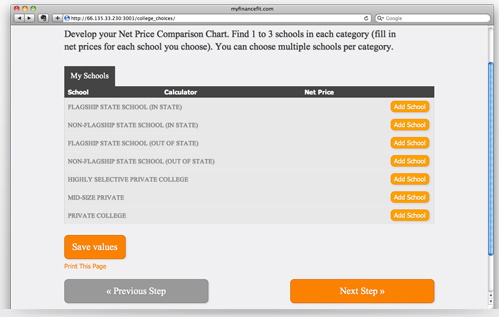 myfinancefit.com
http://66.135.33.230:3001/college_choices/
Google
Develop your Net Price Comparison Chart. Find 1 to 3 schools in each category (fill in
net prices for each school you choose). You can choose multiple schools per category.
My Schools
School Calculator Net Price
FLAGSHIP STATE SCHOOL (IN STATE) Add School
NON-FLAGSHIP STATE SCHOOL (IN STATE) Add School
FLAGSHIP STATE SCHOOL (OUT OF STATE) Add School
NON-FLAGSHIP STATE SCHOOL (OUT OF STATE) Add School
HIGHLY SELECTIVE PRIVATE COLLEGE Add School
MID-SIZE PRIVATE Add School
PRIVATE COLLEGE Add School
Save values
Print This Page
« Previous Step Next Step »